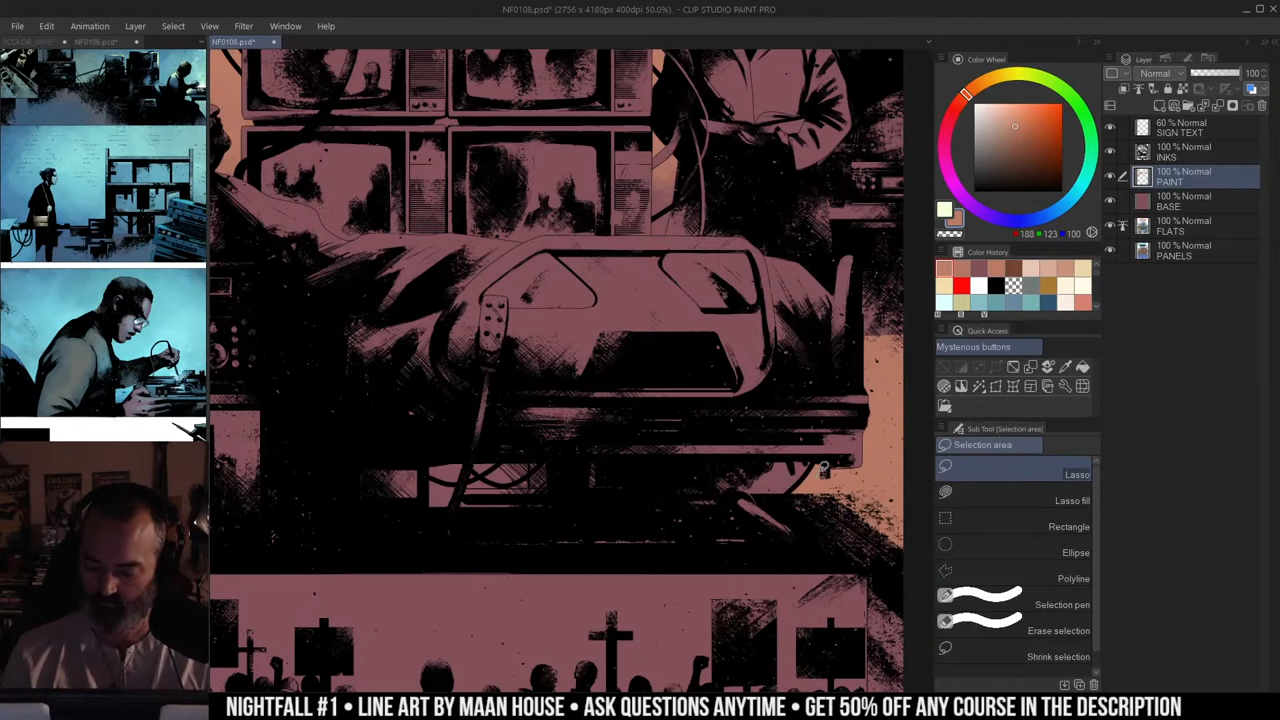 NF0108.psd* (2756 x 4180px 400dpi 50.0%) - CLIP STUDIO PAINT PRO
File Edit Animation Layer Select View Filter Window Help
NF0106.psd* NF0108.psd*
Color Wheel
188 123 100
Color History
Quick Access
Mysterious buttons
Sub Tool [Selection area]
Selection area
Lasso
Lasso fill
Rectangle
Ellipse
Polyline
Selection pen
Erase selection
Shrink selection
Layer
Normal 100
60 % Normal
SIGN TEXT
100 % Normal
INKS
100 % Normal
PAINT
100 % Normal
BASE
100 % Normal
FLATS
100 % Normal
PANELS
H S V
NIGHTFALL #1 • LINE ART BY MAAN HOUSE • ASK QUESTIONS ANYTIME • GET 50% OFF ANY COURSE IN THE DESCRIPTION